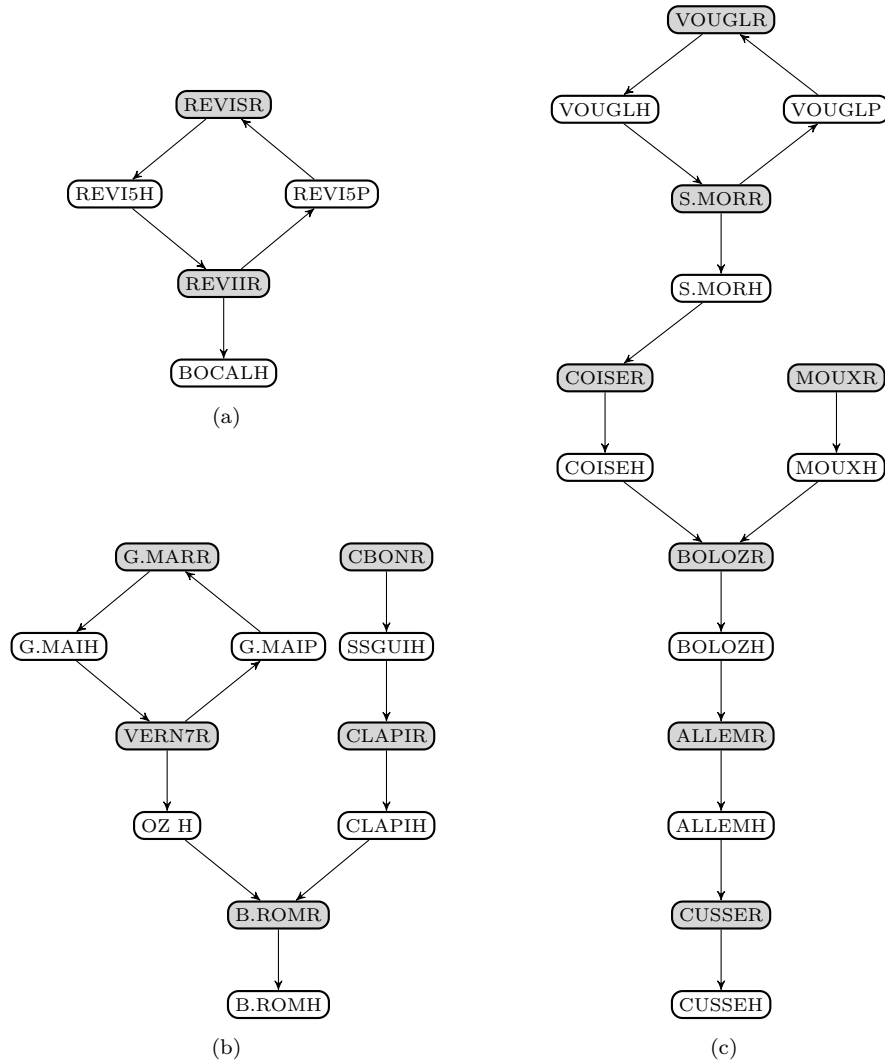 REVISR
REVI5H
REVI5P
REVIIR
BOCALH
(a)
G.MARR
CBONR
G.MAIH
G.MAIP
SSGUIH
VERN7R
CLAPIR
OZ H
CLAPIH
B.ROMR
B.ROMH
(b)
VOUGLR
VOUGLH
VOUGLP
S.MORR
S.MORH
COISER
MOUXR
COISEH
MOUXH
BOLOZR
BOLOZH
ALLEMR
ALLEMH
CUSSER
CUSSEH
(c)